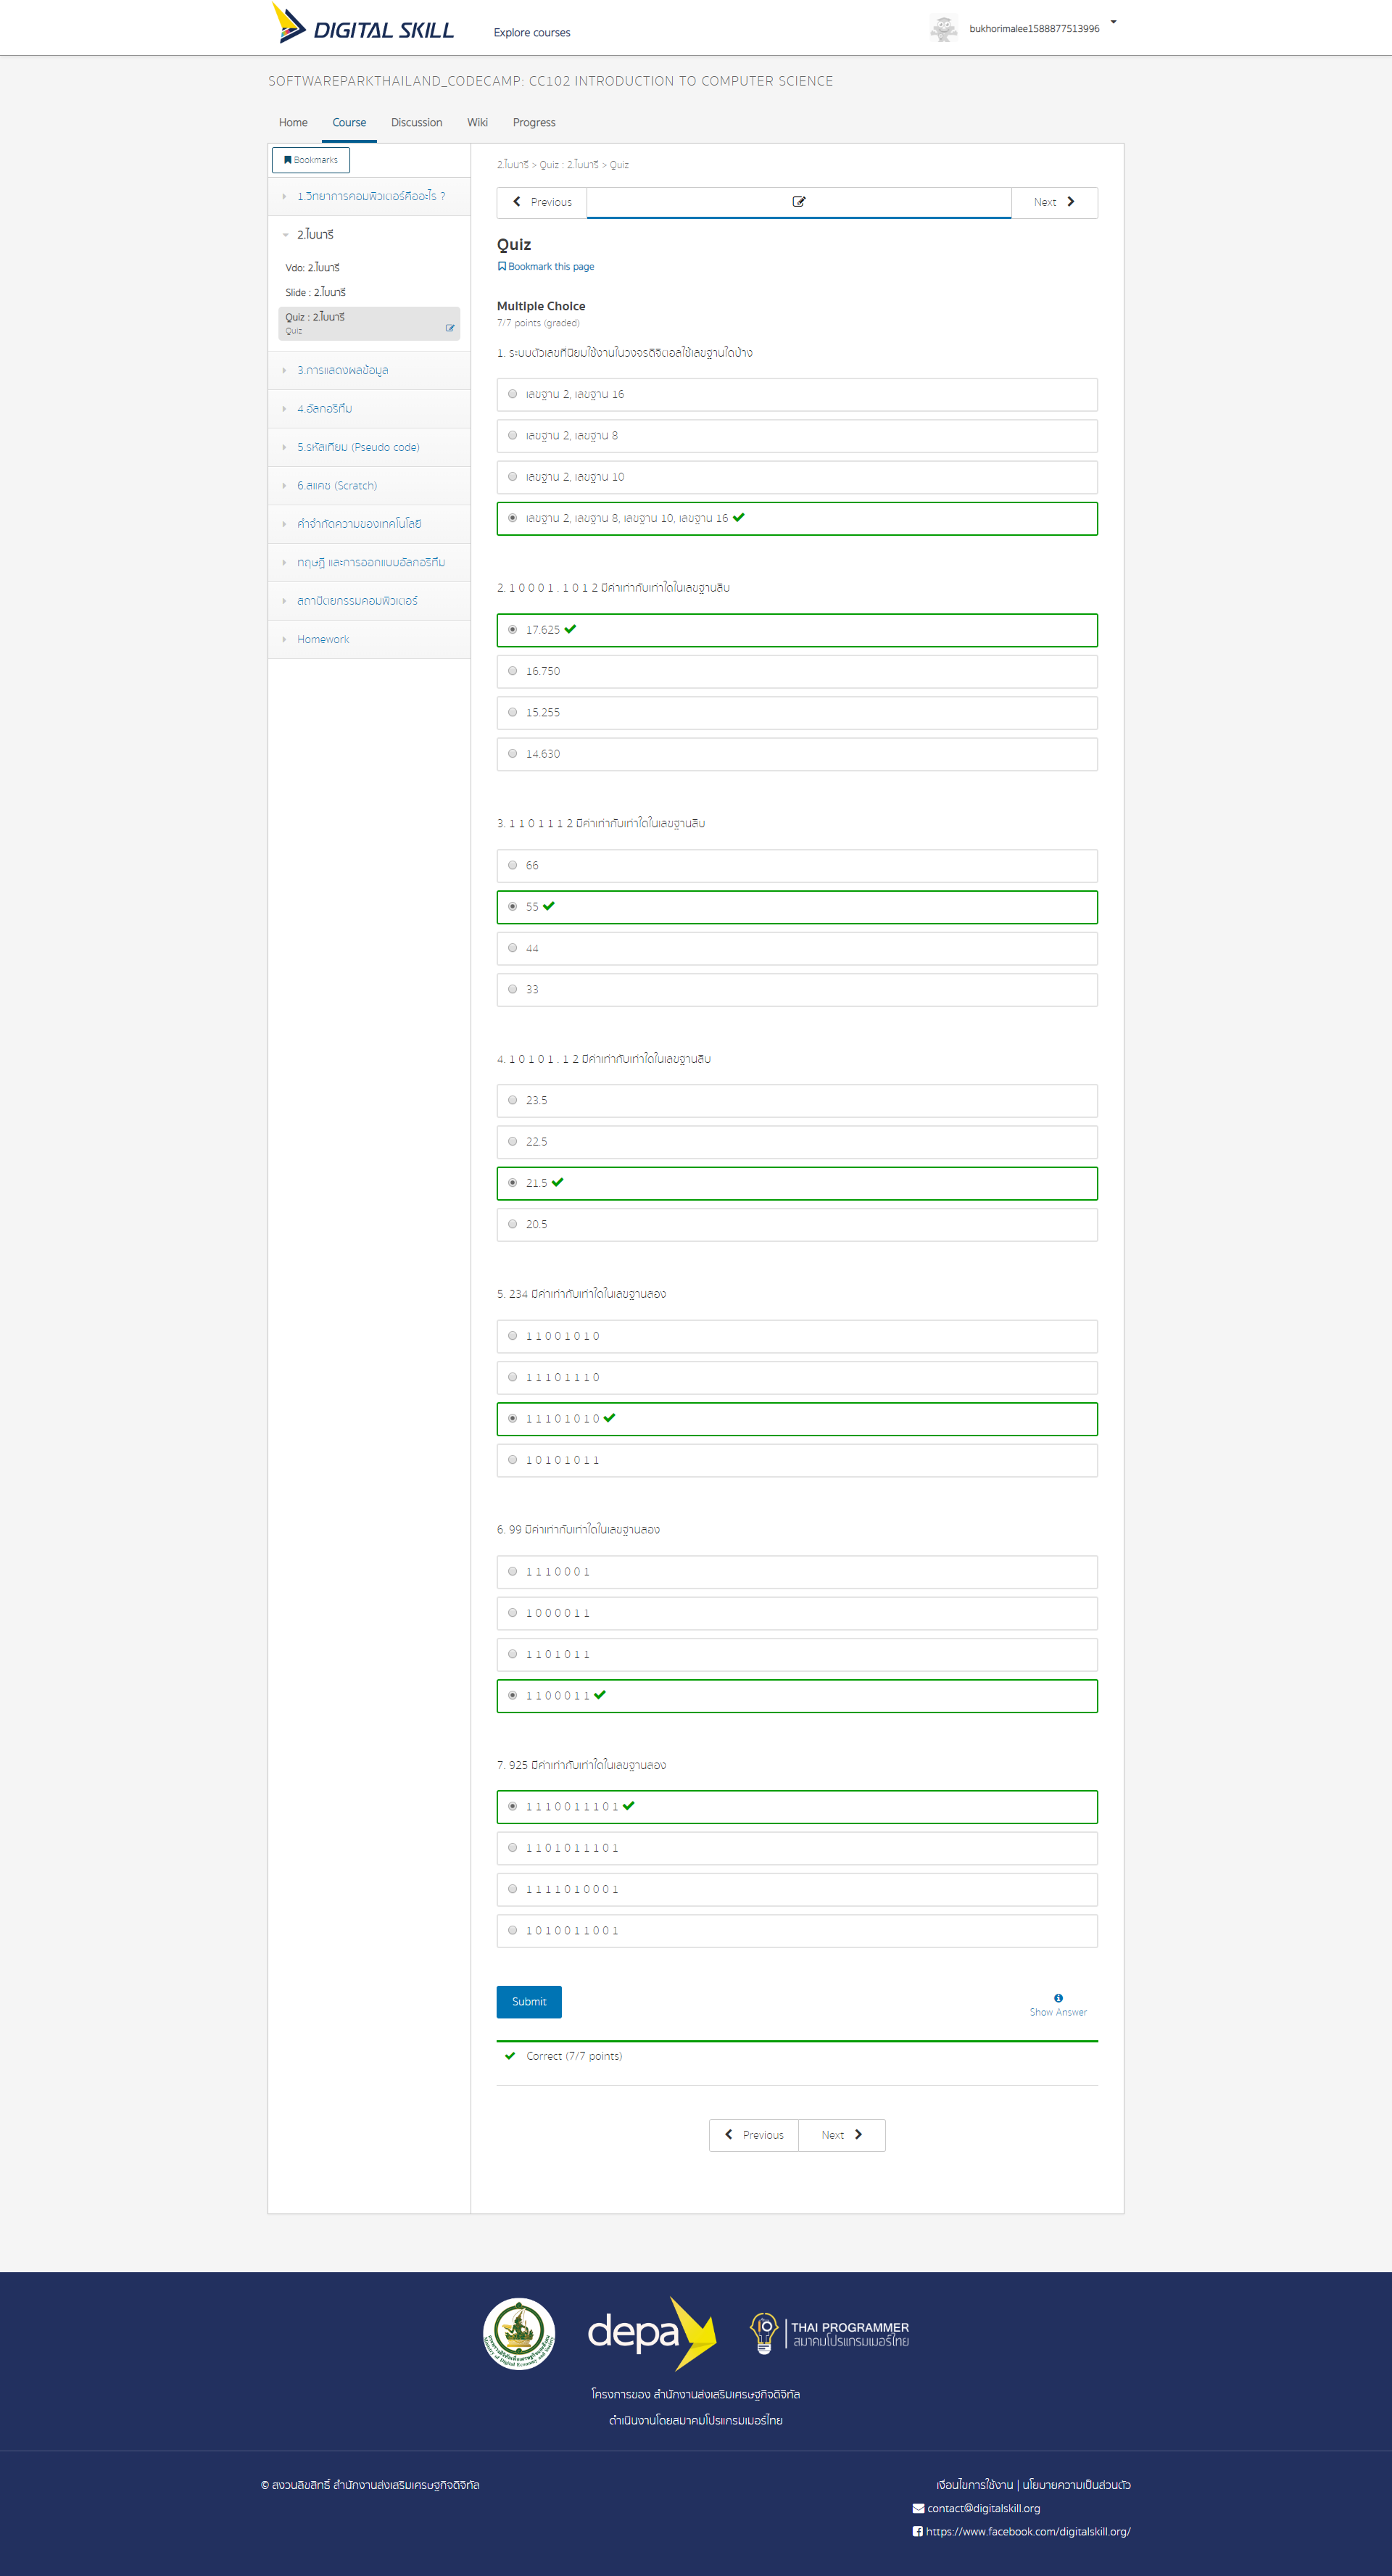 DIGITAL SKILL
Explore courses
bukhorimalee1588877513996
SOFTWAREPARKTHAILAND_CODECAMP: CC102 INTRODUCTION TO COMPUTER SCIENCE
Home
Course
Discussion
Wiki
Progress
Bookmarks
1.วิทยาการคอมพิวเตอร์คืออะไร ?
2.ไบนารี
Vdo: 2.ไบนารี
Slide : 2.ไบนารี
Quiz : 2.ไบนารี
Quiz
3.การแสดงผลข้อมูล
4.อัลกอริทึม
5.รหัสเทียม (Pseudo code)
6.สแคช (Scratch)
คำจำกัดความของเทคโนโลยี
ทฤษฎี และการออกแบบอัลกอริทึม
สถาปัตยกรรมคอมพิวเตอร์
Homework
2.ไบนารี > Quiz : 2.ไบนารี > Quiz
Previous
Next
Quiz
Bookmark this page
Multiple Choice
7/7 points (graded)
1. ระบบตัวเลขที่นิยมใช้งานในวงจรดิจิตอลใช้เลขฐานใดบ้าง
เลขฐาน 2, เลขฐาน 16
เลขฐาน 2, เลขฐาน 8
เลขฐาน 2, เลขฐาน 10
เลขฐาน 2, เลขฐาน 8, เลขฐาน 10, เลขฐาน 16
2. 1 0 0 0 1 . 1 0 1 2 มีค่าเท่ากับเท่าใดในเลขฐานสิบ
17.625
16.750
15.255
14.630
3. 1 1 0 1 1 1 2 มีค่าเท่ากับเท่าใดในเลขฐานสิบ
66
55
44
33
4. 1 0 1 0 1 . 1 2 มีค่าเท่ากับเท่าใดในเลขฐานสิบ
23.5
22.5
21.5
20.5
5. 234 มีค่าเท่ากับเท่าใดในเลขฐานสอง
1 1 0 0 1 0 1 0
1 1 1 0 1 1 1 0
1 1 1 0 1 0 1 0
1 0 1 0 1 0 1 1
6. 99 มีค่าเท่ากับเท่าใดในเลขฐานสอง
1 1 1 0 0 0 1
1 0 0 0 0 1 1
1 1 0 1 0 1 1
1 1 0 0 0 1 1
7. 925 มีค่าเท่ากับเท่าใดในเลขฐานสอง
1 1 1 0 0 1 1 1 0 1
1 1 0 1 0 1 1 1 0 1
1 1 1 1 0 1 0 0 0 1
1 0 1 0 0 1 1 0 0 1
Submit
Show Answer
Correct (7/7 points)
Previous
Next
depa
THAI PROGRAMMER
สมาคมโปรแกรมเมอร์ไทย
โครงการของ สำนักงานส่งเสริมเศรษฐกิจดิจิทัล
ดำเนินงานโดยสมาคมโปรแกรมเมอร์ไทย
© สงวนลิขสิทธิ์ สำนักงานส่งเสริมเศรษฐกิจดิจิทัล
เงื่อนไขการใช้งาน | นโยบายความเป็นส่วนตัว
contact@digitalskill.org
https://www.facebook.com/digitalskill.org/